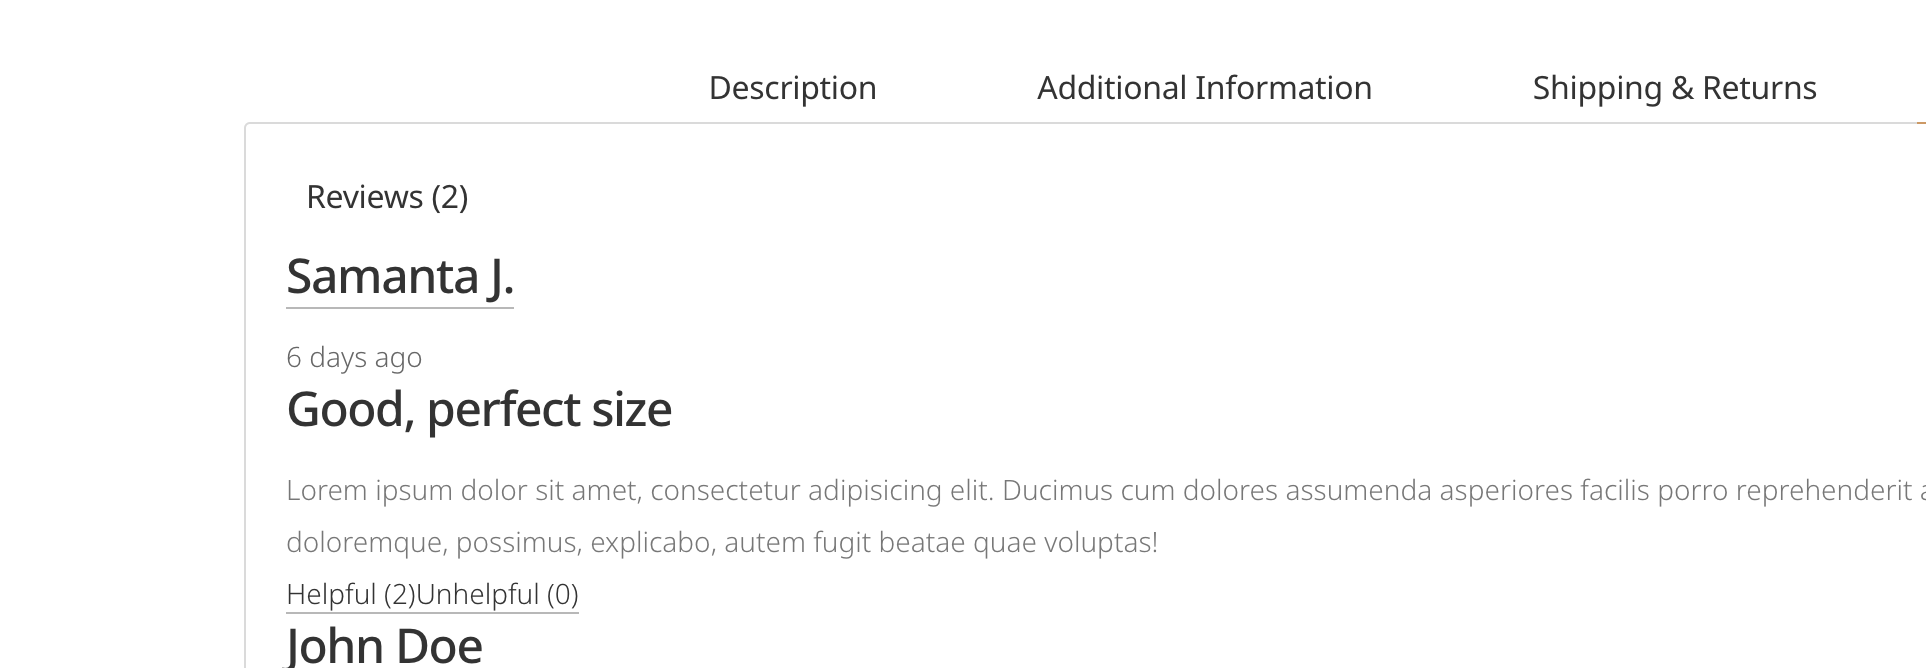 Description Additional Information Shipping & Returns
Reviews (2)
Samanta J.
6 days ago
Good, perfect size
Lorem ipsum dolor sit amet, consectetur adipisicing elit. Ducimus cum dolores assumenda asperiores facilis porro reprehenderit
doloremque, possimus, explicabo, autem fugit beatae quae voluptas!
Helpful (2)Unhelpful (0)
John Doe